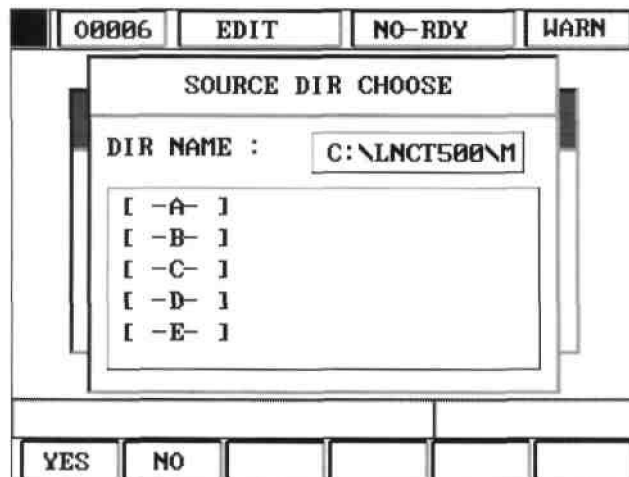 O0006 EDIT NO-RDY WARN
SOURCE DIR CHOOSE
DIR NAME : C:\LNCT500\M
[ -A- ]
[ -B- ]
[ -C- ]
[ -D- ]
[ -E- ]
YES NO